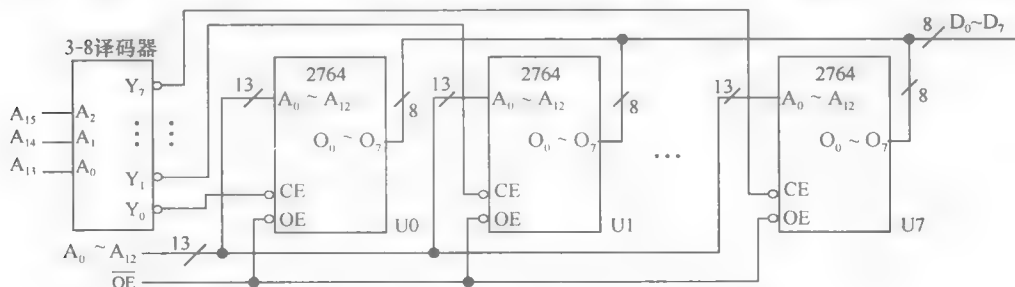 3-8译码器
Y₇
A₁₅ A₂
A₁₄ A₁
A₁₃ A₀
⋮ ⋮
Y₁
Y₀
A₀ ~ A₁₂ 13
OE
13 2764
A₀ ~ A₁₂
8
O₀ ~ O₇
CE
OE
U0
13 2764
A₀ ~ A₁₂
8
O₀ ~ O₇
CE
OE
U1
…
13 2764
A₀ ~ A₁₂
8
O₀ ~ O₇
CE
OE
U7
8 D₀~D₇